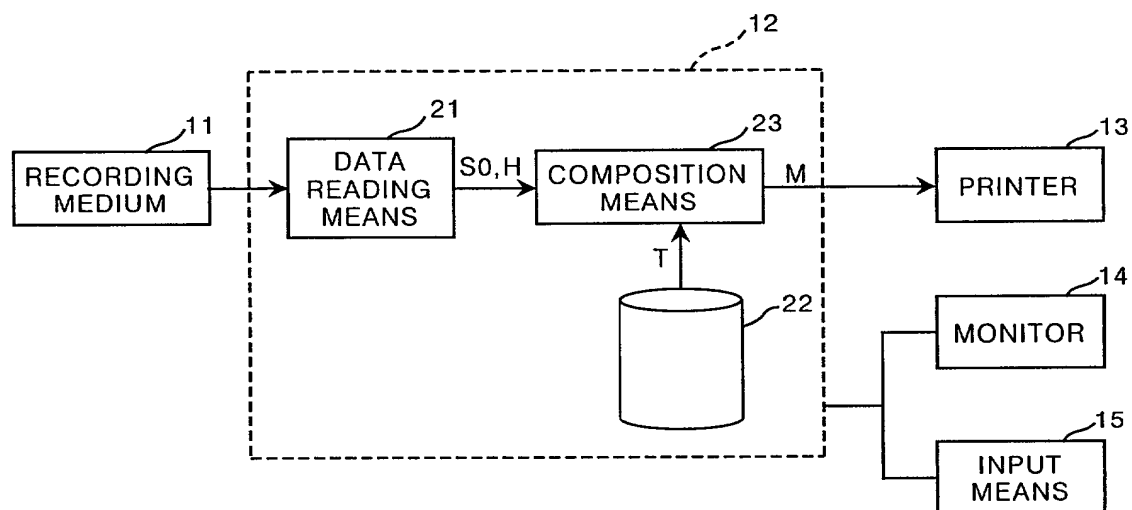 12
11
RECORDING
MEDIUM
21
DATA
READING
MEANS
S0,H
23
COMPOSITION
MEANS
M
13
PRINTER
T
22
14
MONITOR
15
INPUT
MEANS